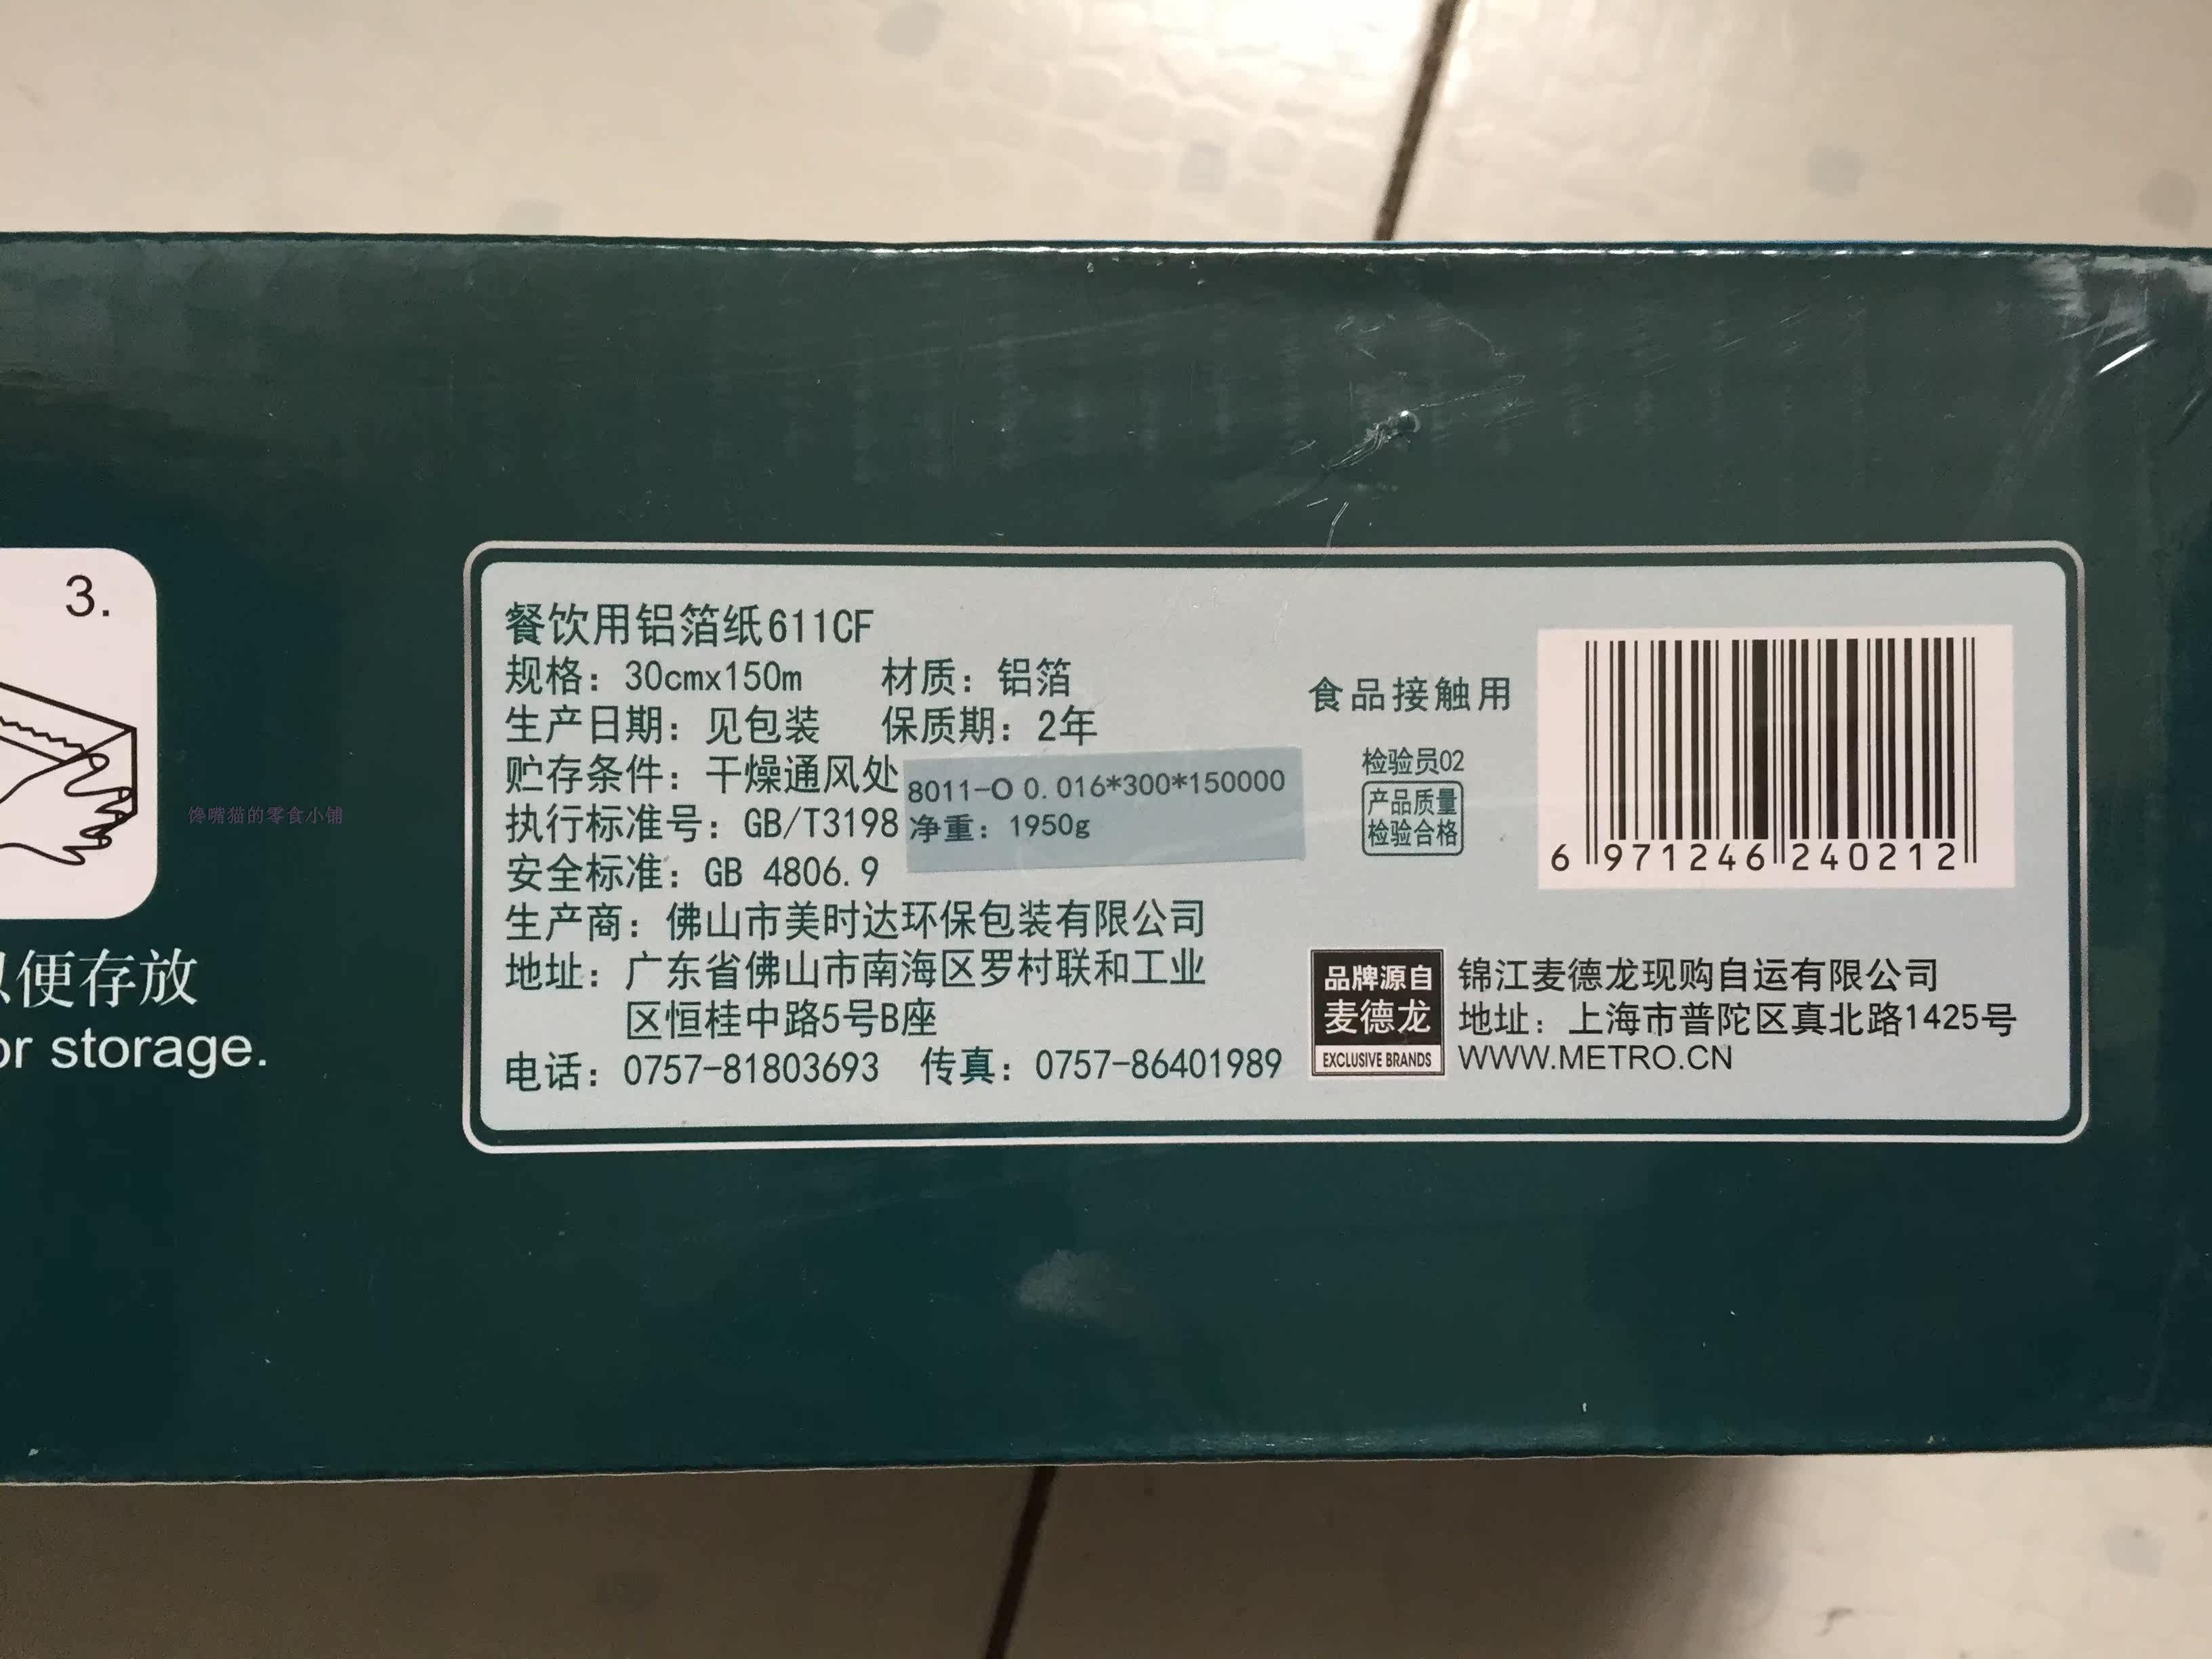 3.
便存放
or storage.
馋嘴猫的零食小铺
餐饮用铝箔纸611CF
规格：30cmx150m 材质：铝箔
生产日期：见包装 保质期：2年
贮存条件：干燥通风处
执行标准号：GB/T3198
8011-O 0.016*300*150000
净重：1950g
安全标准：GB 4806.9
生产商：佛山市美时达环保包装有限公司
地址：广东省佛山市南海区罗村联和工业
区恒桂中路5号B座
电话：0757-81803693 传真：0757-86401989
食品接触用
检验员02
产品质量
检验合格
6 971246 240212
品牌源自
麦德龙
EXCLUSIVE BRANDS
锦江麦德龙现购自运有限公司
地址：上海市普陀区真北路1425号
WWW.METRO.CN